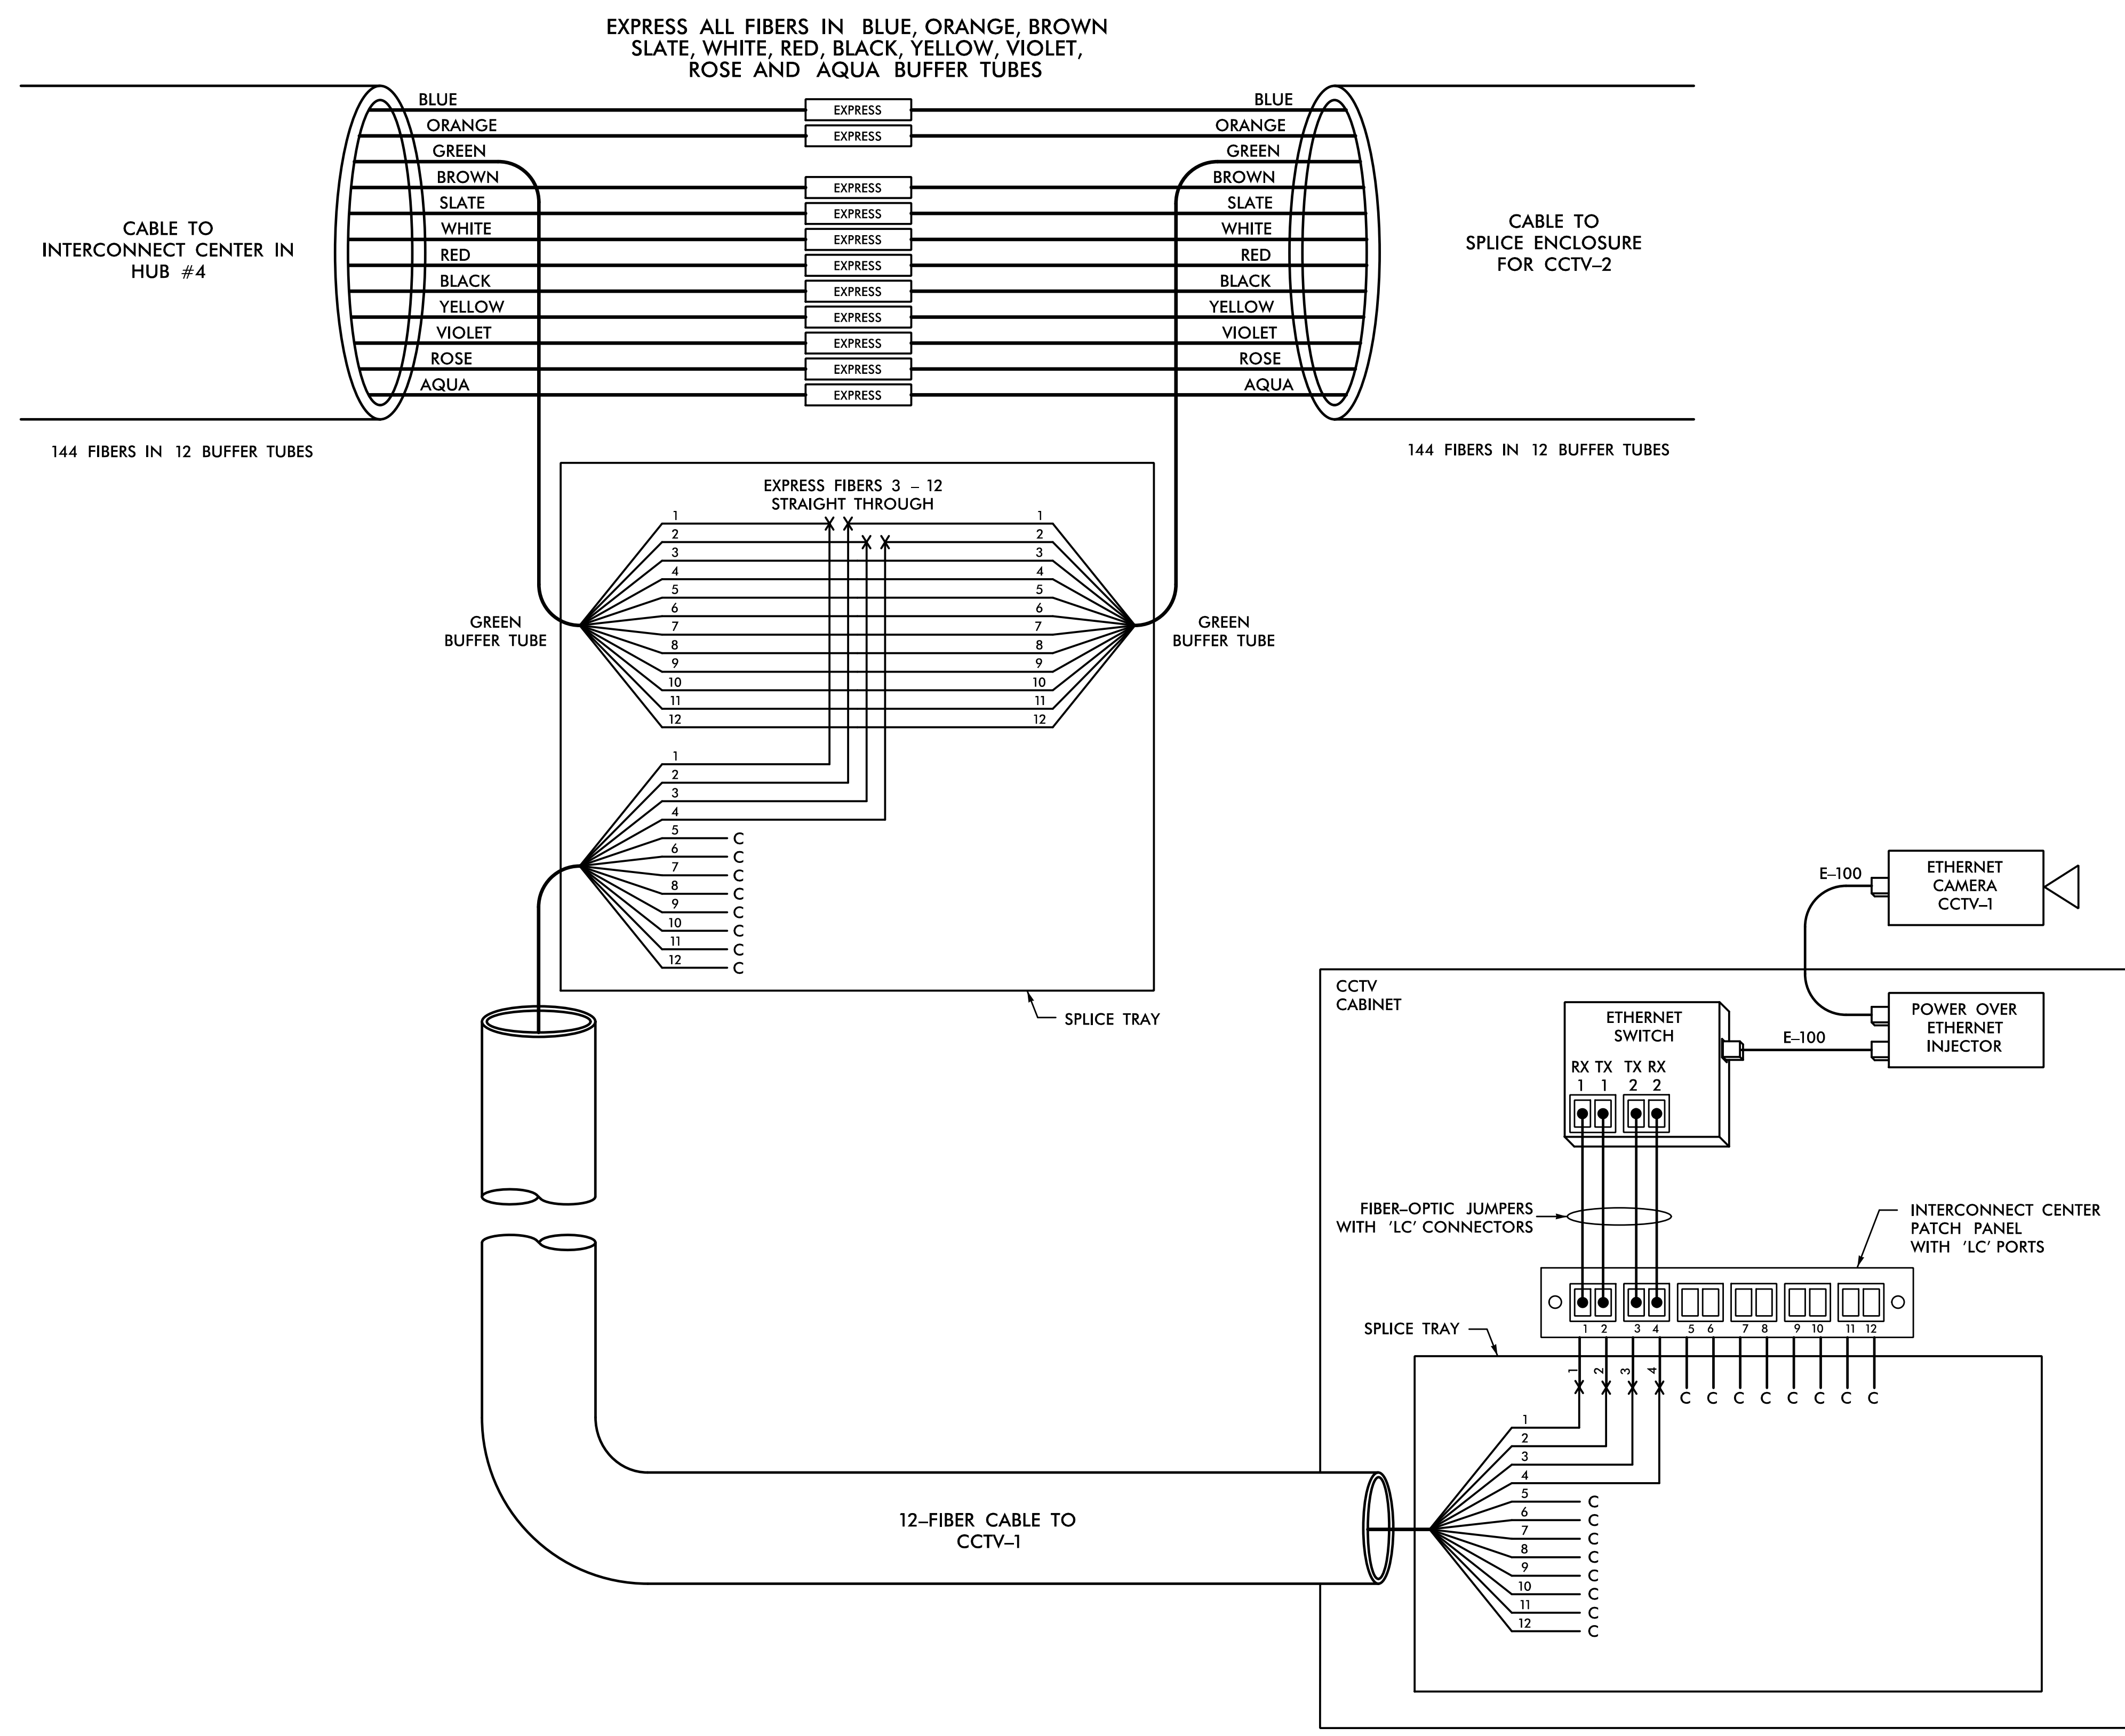 EXPRESS ALL FIBERS IN BLUE, ORANGE, BROWN
SLATE, WHITE, RED, BLACK, YELLOW, VIOLET,
ROSE AND AQUA BUFFER TUBES
BLUE EXPRESS BLUE
ORANGE EXPRESS ORANGE
GREEN GREEN
BROWN EXPRESS BROWN
SLATE EXPRESS SLATE
WHITE EXPRESS WHITE
RED EXPRESS RED
BLACK EXPRESS BLACK
YELLOW EXPRESS YELLOW
VIOLET EXPRESS VIOLET
ROSE EXPRESS ROSE
AQUA EXPRESS AQUA
CABLE TO
INTERCONNECT CENTER IN
HUB #4
CABLE TO
SPLICE ENCLOSURE
FOR CCTV-2
144 FIBERS IN 12 BUFFER TUBES
144 FIBERS IN 12 BUFFER TUBES
EXPRESS FIBERS 3 - 12
STRAIGHT THROUGH
1 1
2 2
3 3
4 4
5 5
6 6
7 7
8 8
9 9
10 10
11 11
12 12
GREEN
BUFFER TUBE
GREEN
BUFFER TUBE
1
2
3
4
5 C
6 C
7 C
8 C
9 C
10 C
11 C
12 C
SPLICE TRAY
E-100
ETHERNET
CAMERA
CCTV-1
CCTV
CABINET
ETHERNET
SWITCH
RX TX TX RX
1 1 2 2
E-100
POWER OVER
ETHERNET
INJECTOR
FIBER-OPTIC JUMPERS
WITH 'LC' CONNECTORS
INTERCONNECT CENTER
PATCH PANEL
WITH 'LC' PORTS
1 2 3 4 5 6 7 8 9 10 11 12
SPLICE TRAY
1 2 3 4
C C C C C C C C
1
2
3
4
5 C
6 C
7 C
8 C
9 C
10 C
11 C
12 C
12-FIBER CABLE TO
CCTV-1